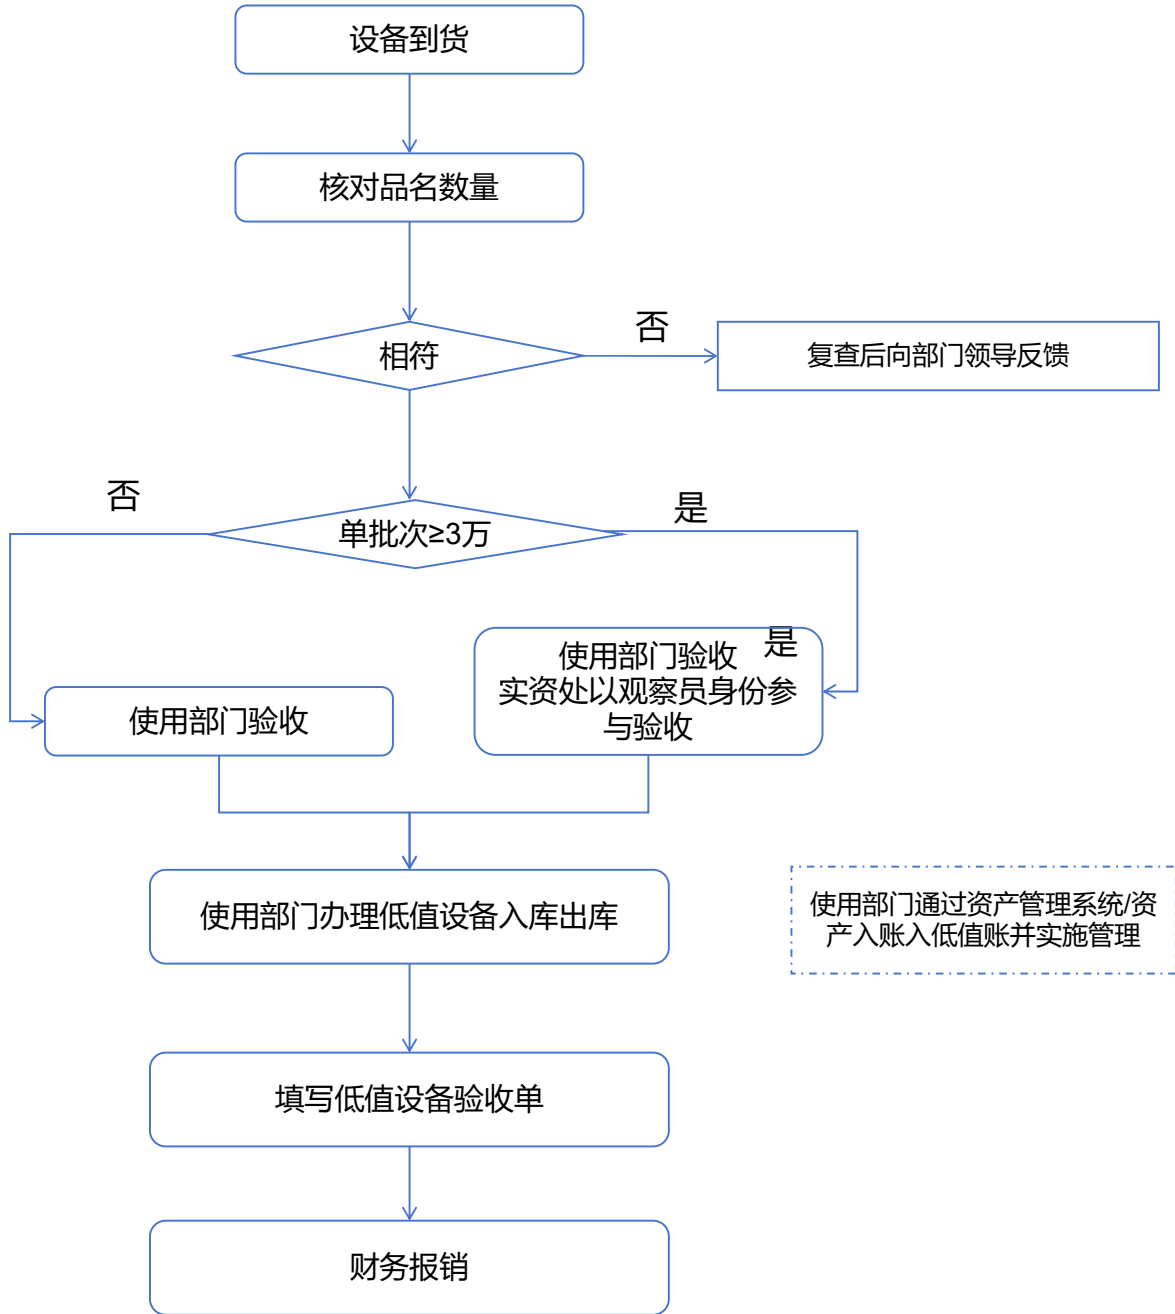 设备到货
核对品名数量
相符
否
复查后向部门领导反馈
否
单批次≥3万
是
是
使用部门验收
使用部门验收
实资处以观察员身份参
与验收
使用部门办理低值设备入库出库
使用部门通过资产管理系统/资
产入账入低值账并实施管理
填写低值设备验收单
财务报销